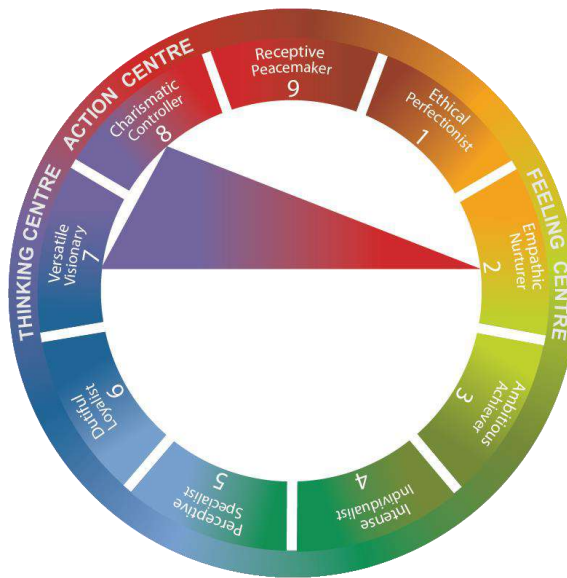 ACTION CENTRE
FEELING CENTRE
THINKING CENTRE
Receptive
Peacemaker
9
Ethical
Perfectionist
1
Empathic
Nurturer
2
Ambitious
Achiever
3
Intense
Individualist
4
Perceptive
Specialist
5
Dutiful
Loyalist
6
Versatile
Visionary
7
Charismatic
Controller
8